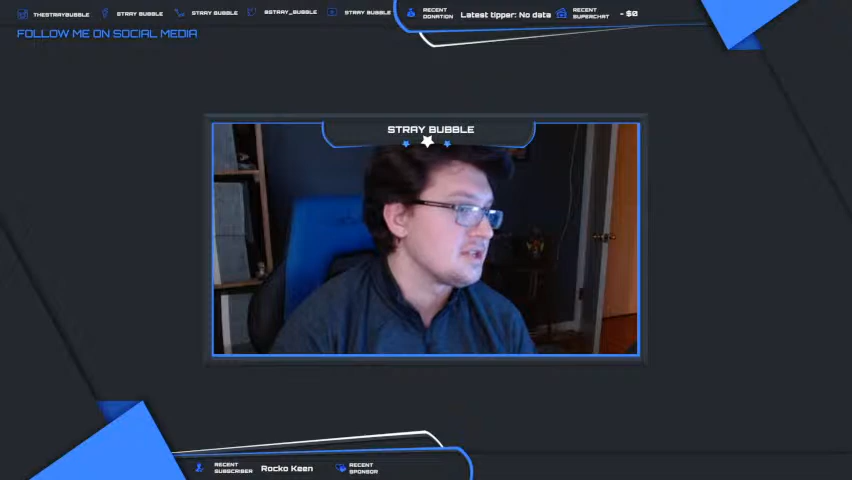 THESTRAYBUBBLE STRAY BUBBLE STRAY BUBBLE @STRAY_BUBBLE STRAY BUBBLE
FOLLOW ME ON SOCIAL MEDIA
RECENT
DONATION
Latest tipper: No data
RECENT
SUPERCHAT
- $0
STRAY BUBBLE
RECENT
SUBSCRIBER
Rocko Keen
RECENT
SPONSOR